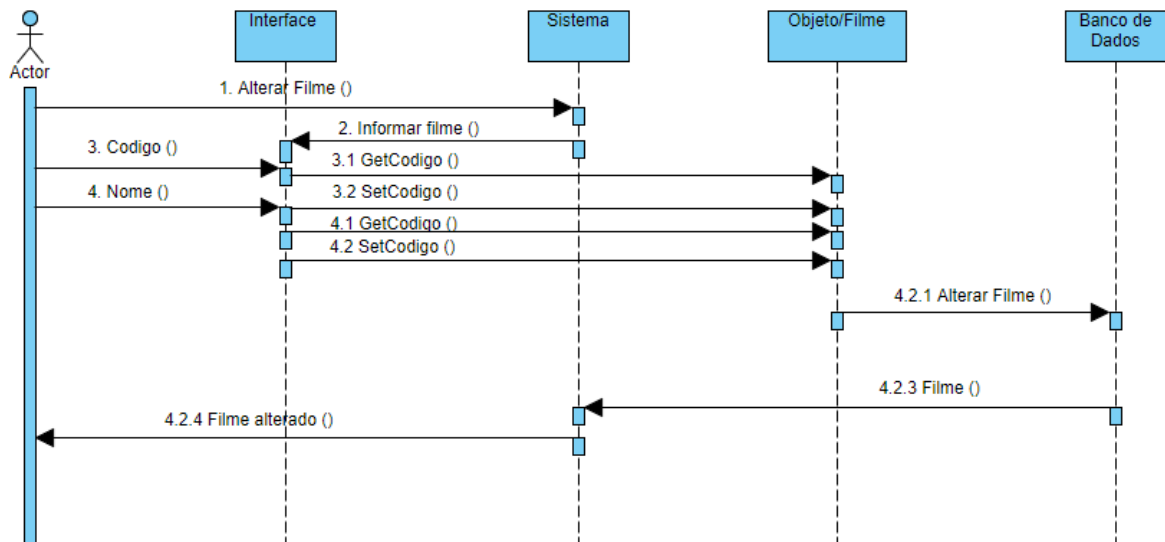 Interface
Sistema
Objeto/Filme
Banco de
Dados
Actor
1. Alterar Filme ()
2. Informar filme ()
3. Codigo ()
3.1 GetCodigo ()
4. Nome ()
3.2 SetCodigo ()
4.1 GetCodigo ()
4.2 SetCodigo ()
4.2.1 Alterar Filme ()
4.2.3 Filme ()
4.2.4 Filme alterado ()